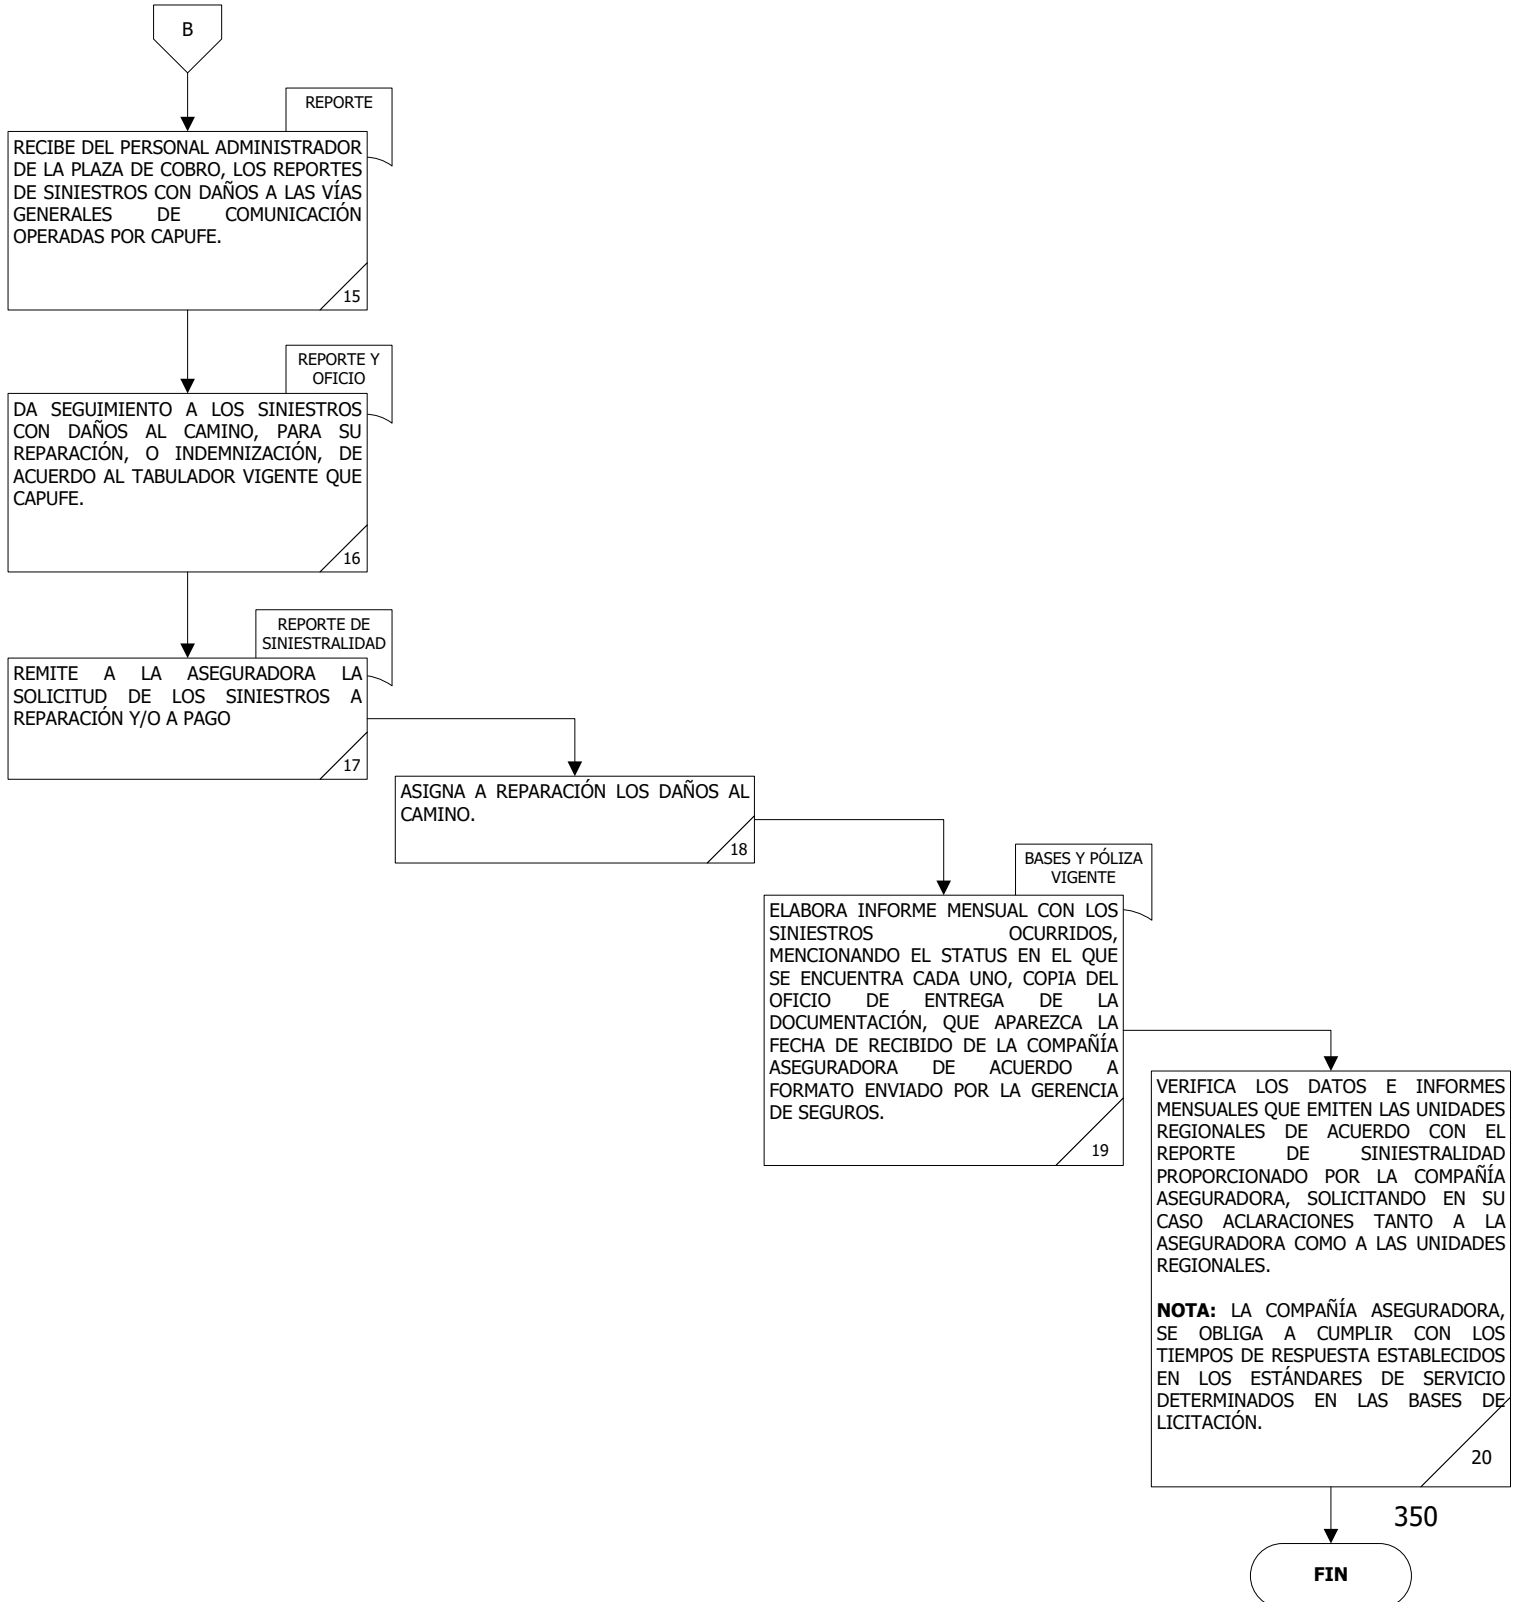 B
REPORTE
RECIBE DEL PERSONAL ADMINISTRADOR
DE LA PLAZA DE COBRO, LOS REPORTES
DE SINIESTROS CON DAÑOS A LAS VÍAS
GENERALES DE COMUNICACIÓN
OPERADAS POR CAPUFE.
15
REPORTE Y
OFICIO
DA SEGUIMIENTO A LOS SINIESTROS
CON DAÑOS AL CAMINO, PARA SU
REPARACIÓN, O INDEMNIZACIÓN, DE
ACUERDO AL TABULADOR VIGENTE QUE
CAPUFE.
16
REPORTE DE
SINIESTRALIDAD
REMITE A LA ASEGURADORA LA
SOLICITUD DE LOS SINIESTROS A
REPARACIÓN Y/O A PAGO
17
ASIGNA A REPARACIÓN LOS DAÑOS AL
CAMINO.
18
BASES Y PÓLIZA
VIGENTE
ELABORA INFORME MENSUAL CON LOS
SINIESTROS OCURRIDOS,
MENCIONANDO EL STATUS EN EL QUE
SE ENCUENTRA CADA UNO, COPIA DEL
OFICIO DE ENTREGA DE LA
DOCUMENTACIÓN, QUE APAREZCA LA
FECHA DE RECIBIDO DE LA COMPAÑÍA
ASEGURADORA DE ACUERDO A
FORMATO ENVIADO POR LA GERENCIA
DE SEGUROS.
19
VERIFICA LOS DATOS E INFORMES
MENSUALES QUE EMITEN LAS UNIDADES
REGIONALES DE ACUERDO CON EL
REPORTE DE SINIESTRALIDAD
PROPORCIONADO POR LA COMPAÑÍA
ASEGURADORA, SOLICITANDO EN SU
CASO ACLARACIONES TANTO A LA
ASEGURADORA COMO A LAS UNIDADES
REGIONALES.
NOTA: LA COMPAÑÍA ASEGURADORA,
SE OBLIGA A CUMPLIR CON LOS
TIEMPOS DE RESPUESTA ESTABLECIDOS
EN LOS ESTÁNDARES DE SERVICIO
DETERMINADOS EN LAS BASES DE
LICITACIÓN.
20
350
FIN